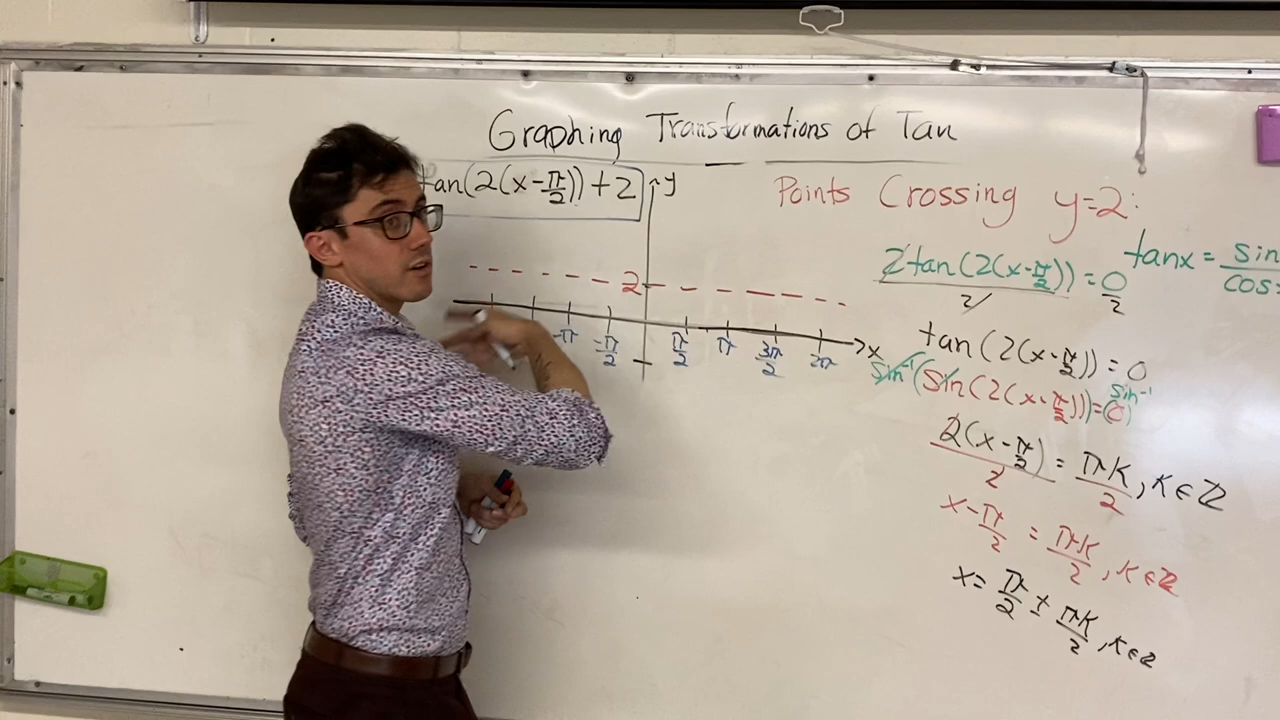 Graphing Transformations of Tan
tan(2(x-π/2))+2
y
Points Crossing y=2:
2tan(2(x-π/2))/2 = 0/2
tanx = sin
cos
2
-π -π/2 π/2 π 3π/2 2π x
tan(2(x-π/2))=0
sin⁻¹(sin(2(x-π/2)))=(0) sin⁻¹
2(x-π/2)/2 = πK/2, K∈ℤ
x-π/2 = πK/2, K∈ℤ
x= π/2 ± πK/2, K∈ℤ